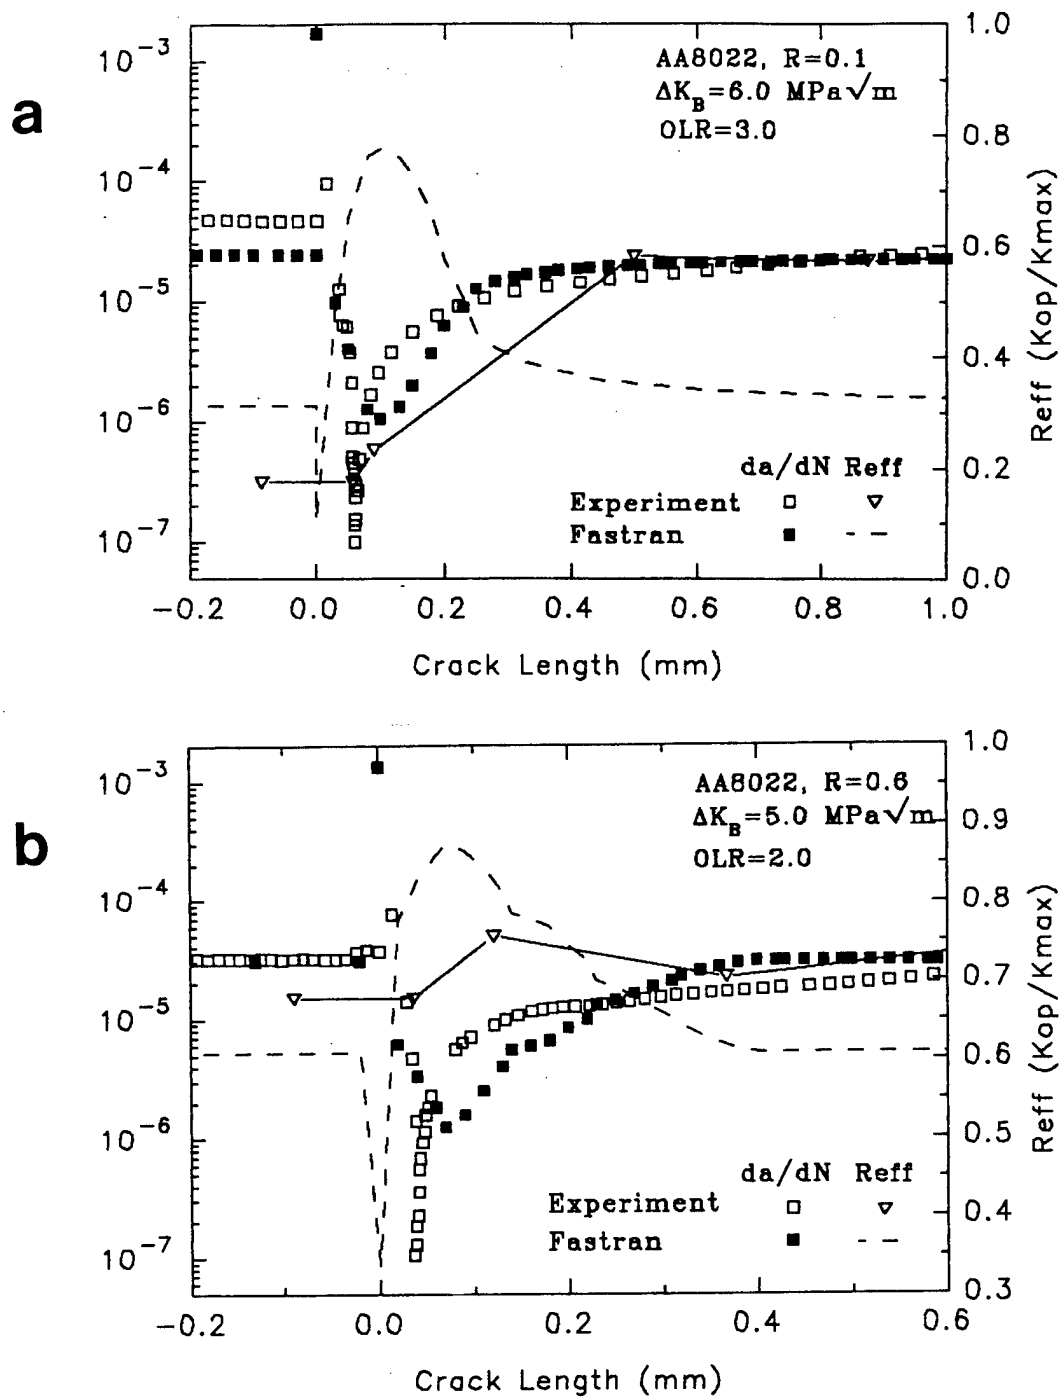 a
10⁻³
10⁻⁴
10⁻⁵
10⁻⁶
10⁻⁷
AA8022, R=0.1
ΔK_B=6.0 MPa√m
OLR=3.0
1.0
0.8
0.6
0.4
0.2
0.0
Reff (Kop/Kmax)
da/dN Reff
Experiment
Fastran
−0.2 0.0 0.2 0.4 0.6 0.8 1.0
Crack Length (mm)
b
10⁻³
10⁻⁴
10⁻⁵
10⁻⁶
10⁻⁷
AA8022, R=0.6
ΔK_B=5.0 MPa√m
OLR=2.0
1.0
0.9
0.8
0.7
0.6
0.5
0.4
0.3
Reff (Kop/Kmax)
da/dN Reff
Experiment
Fastran
−0.2 0.0 0.2 0.4 0.6
Crack Length (mm)